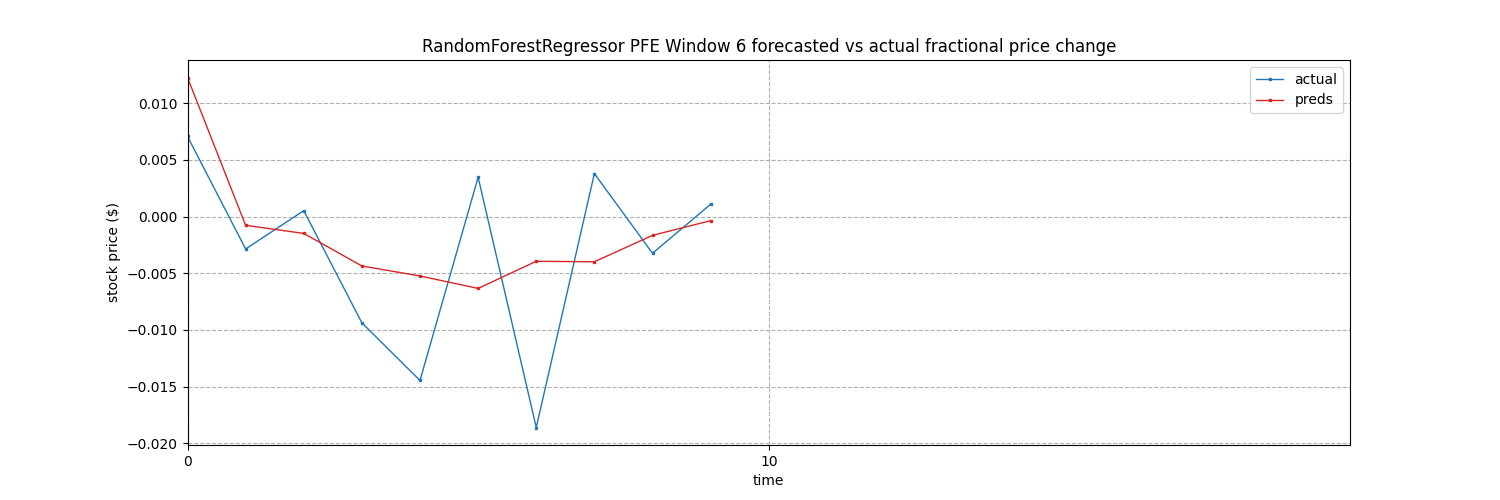 RandomForestRegressor PFE Window 6 forecasted vs actual fractional price change
actual
preds
0.010
0.005
0.000
−0.005
−0.010
−0.015
−0.020
stock price ($)
0
10
time